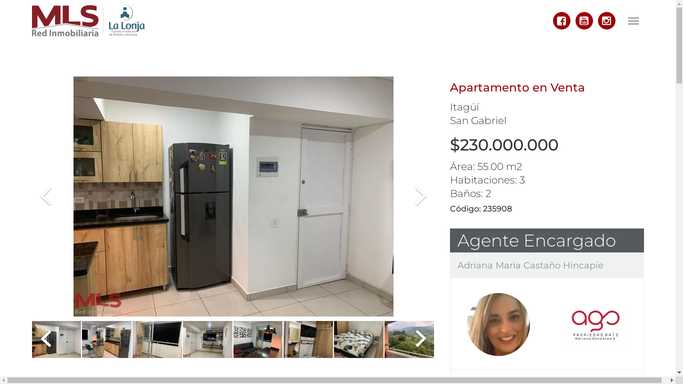 MLS
Red Inmobiliaria
La Lonja
Apartamento en Venta
Itagüí
San Gabriel
$230.000.000
Área: 55.00 m2
Habitaciones: 3
Baños: 2
Código: 235908
Agente Encargado
Adriana Maria Castaño Hincapie
ago
MLS